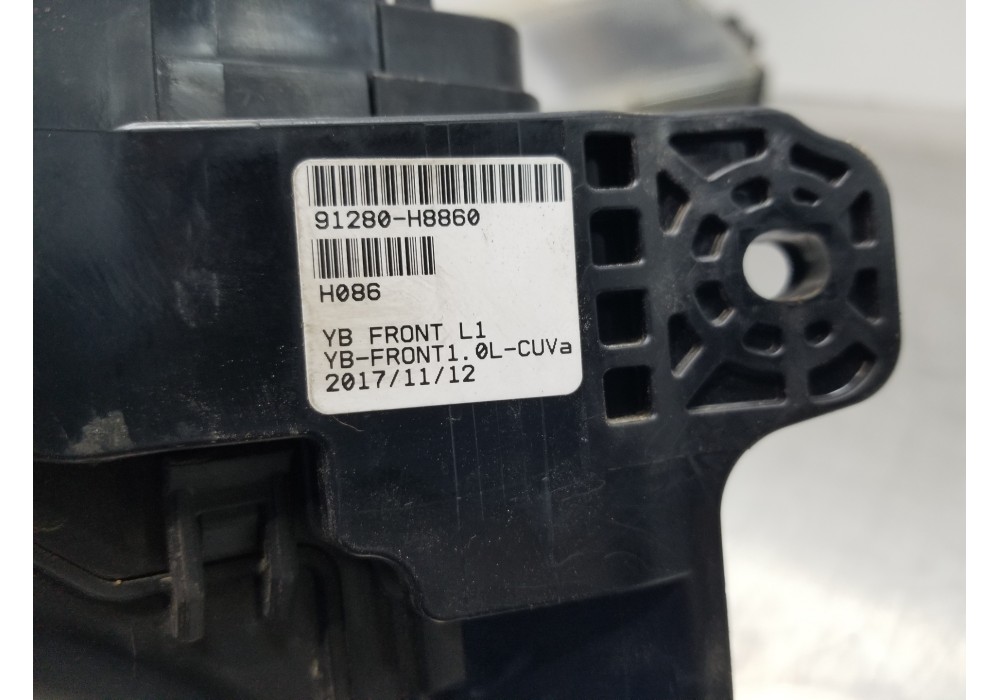 91280-H8860
H086
YB FRONT L1
YB-FRONT1.0L-CUVa
2017/11/12